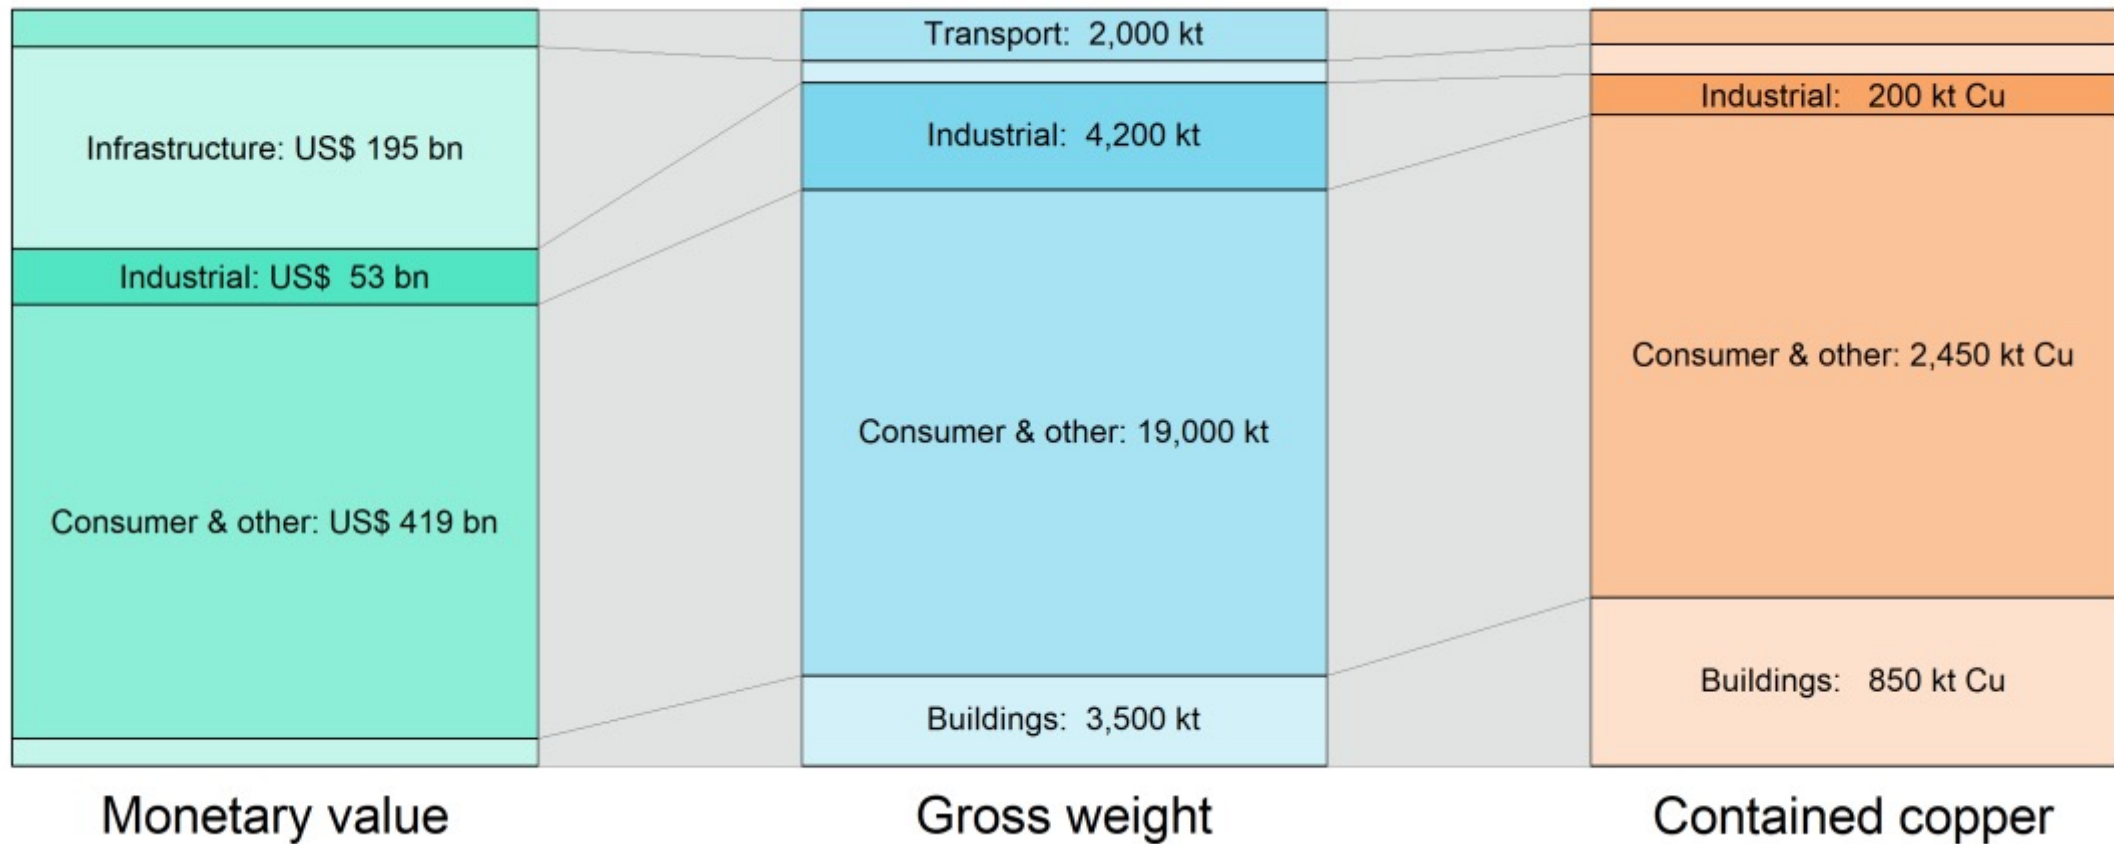 Transport: 2,000 kt
Infrastructure: US$ 195 bn
Industrial: 4,200 kt
Industrial: 200 kt Cu
Industrial: US$ 53 bn
Consumer & other: 2,450 kt Cu
Consumer & other: 19,000 kt
Consumer & other: US$ 419 bn
Buildings: 3,500 kt
Buildings: 850 kt Cu
Monetary value
Gross weight
Contained copper